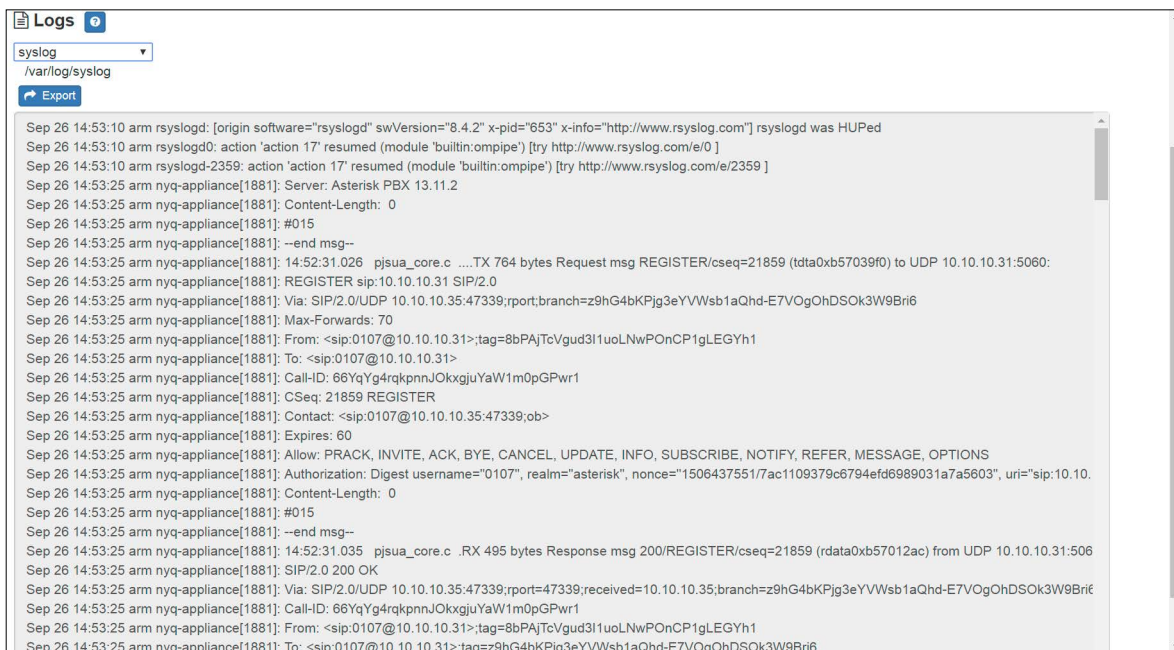 Logs ?
syslog
/var/log/syslog
Export
Sep 26 14:53:10 arm rsyslogd: [origin software="rsyslogd" swVersion="8.4.2" x-pid="653" x-info="http://www.rsyslog.com"] rsyslogd was HUPed
Sep 26 14:53:10 arm rsyslogd0: action 'action 17' resumed (module 'builtin:ompipe') [try http://www.rsyslog.com/e/0 ]
Sep 26 14:53:10 arm rsyslogd-2359: action 'action 17' resumed (module 'builtin:ompipe') [try http://www.rsyslog.com/e/2359 ]
Sep 26 14:53:25 arm nyq-appliance[1881]: Server: Asterisk PBX 13.11.2
Sep 26 14:53:25 arm nyq-appliance[1881]: Content-Length:  0
Sep 26 14:53:25 arm nyq-appliance[1881]: #015
Sep 26 14:53:25 arm nyq-appliance[1881]: --end msg--
Sep 26 14:53:25 arm nyq-appliance[1881]: 14:52:31.026   pjsua_core.c  ....TX 764 bytes Request msg REGISTER/cseq=21859 (tdta0xb57039f0) to UDP 10.10.10.31:5060:
Sep 26 14:53:25 arm nyq-appliance[1881]: REGISTER sip:10.10.10.31 SIP/2.0
Sep 26 14:53:25 arm nyq-appliance[1881]: Via: SIP/2.0/UDP 10.10.10.35:47339;rport;branch=z9hG4bKPjg3eYVWsb1aQhd-E7VOgOhDSOk3W9Bri6
Sep 26 14:53:25 arm nyq-appliance[1881]: Max-Forwards: 70
Sep 26 14:53:25 arm nyq-appliance[1881]: From: <sip:0107@10.10.10.31>;tag=8bPAjTcVgud3I1uoLNwPOnCP1gLEGYh1
Sep 26 14:53:25 arm nyq-appliance[1881]: To: <sip:0107@10.10.10.31>
Sep 26 14:53:25 arm nyq-appliance[1881]: Call-ID: 66YqYg4rqkpnnJOkxgjuYaW1m0pGPwr1
Sep 26 14:53:25 arm nyq-appliance[1881]: CSeq: 21859 REGISTER
Sep 26 14:53:25 arm nyq-appliance[1881]: Contact: <sip:0107@10.10.10.35:47339;ob>
Sep 26 14:53:25 arm nyq-appliance[1881]: Expires: 60
Sep 26 14:53:25 arm nyq-appliance[1881]: Allow: PRACK, INVITE, ACK, BYE, CANCEL, UPDATE, INFO, SUBSCRIBE, NOTIFY, REFER, MESSAGE, OPTIONS
Sep 26 14:53:25 arm nyq-appliance[1881]: Authorization: Digest username="0107", realm="asterisk", nonce="1506437551/7ac1109379c6794efd6989031a7a5603", uri="sip:10.10.
Sep 26 14:53:25 arm nyq-appliance[1881]: Content-Length:  0
Sep 26 14:53:25 arm nyq-appliance[1881]: #015
Sep 26 14:53:25 arm nyq-appliance[1881]: --end msg--
Sep 26 14:53:25 arm nyq-appliance[1881]: 14:52:31.035   pjsua_core.c  .RX 495 bytes Response msg 200/REGISTER/cseq=21859 (rdata0xb57012ac) from UDP 10.10.10.31:506
Sep 26 14:53:25 arm nyq-appliance[1881]: SIP/2.0 200 OK
Sep 26 14:53:25 arm nyq-appliance[1881]: Via: SIP/2.0/UDP 10.10.10.35:47339;rport=47339;received=10.10.10.35;branch=z9hG4bKPjg3eYVWsb1aQhd-E7VOgOhDSOk3W9Bri6
Sep 26 14:53:25 arm nyq-appliance[1881]: Call-ID: 66YqYg4rqkpnnJOkxgjuYaW1m0pGPwr1
Sep 26 14:53:25 arm nyq-appliance[1881]: From: <sip:0107@10.10.10.31>;tag=8bPAjTcVgud3I1uoLNwPOnCP1gLEGYh1
Sep 26 14:53:25 arm nyq-appliance[1881]: To: <sip:0107@10.10.10.31>;tag=z9hG4bKPjg3eYVWsb1aQhd-E7VOgOhDSOk3W9Bri6